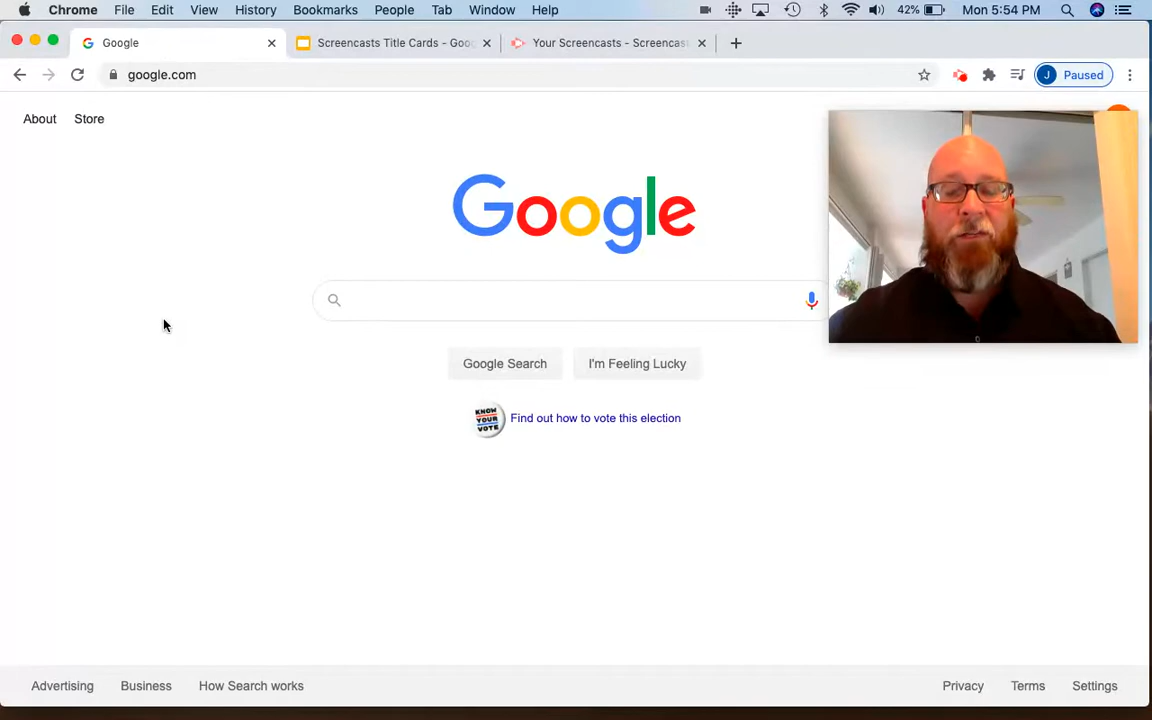 Chrome File Edit View History Bookmarks People Tab Window Help 42% Mon 5:54 PM
Google Screencasts Title Cards - Goo Your Screencasts - Screencas
google.com J Paused
About Store
Google
Google Search I'm Feeling Lucky
KNOW YOUR VOTE Find out how to vote this election
Advertising Business How Search works Privacy Terms Settings